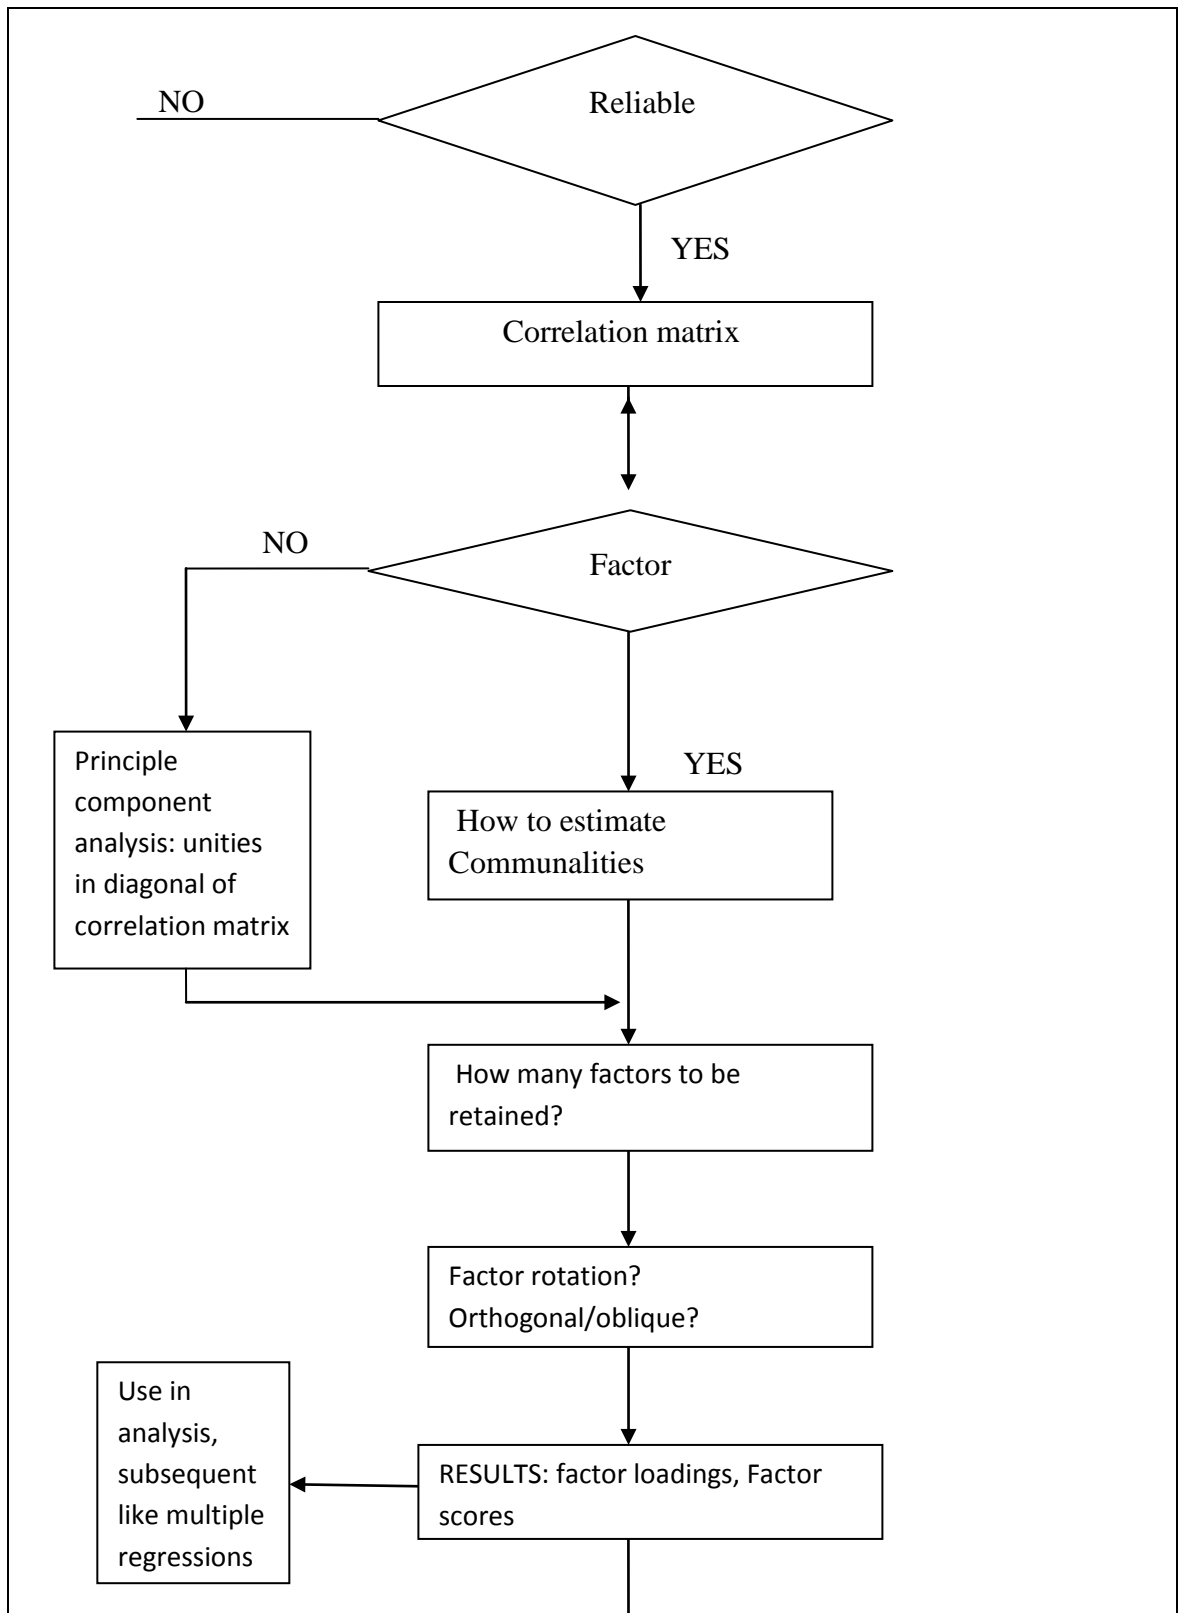 NO
Reliable
YES
Correlation matrix
NO
Factor
YES
Principle
component
analysis: unities
in diagonal of
correlation matrix
How to estimate
Communalities
How many factors to be
retained?
Factor rotation?
Orthogonal/oblique?
Use in
analysis,
subsequent
like multiple
regressions
RESULTS: factor loadings, Factor
scores